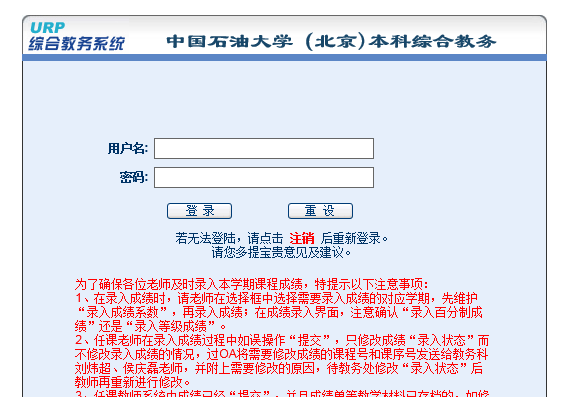 URP
综合教务系统
中国石油大学（北京）本科综合教务
用户名:
密码:
登 录
重 设
若无法登陆，请点击 注销 后重新登录。
请您多提宝贵意见及建议。
为了确保各位老师及时录入本学期课程成绩，特提示以下注意事项：
1、在录入成绩时，请老师在选择框中选择需要录入成绩的对应学期，先维护
“录入成绩系数”，再录入成绩；在成绩录入界面，注意确认“录入百分制成
绩”还是“录入等级成绩”。
2、任课老师在录入成绩过程中如误操作“提交”，只修改成绩“录入状态”而
不修改录入成绩的情况，过OA将需要修改成绩的课程号和课序号发送给教务科
刘炜超、侯庆磊老师，并附上需要修改的原因，待教务处修改“录入状态”后
教师再重新进行修改。
3、任课教师系统中成绩已经“提交”，并且成绩单等教学材料已存档的，如修